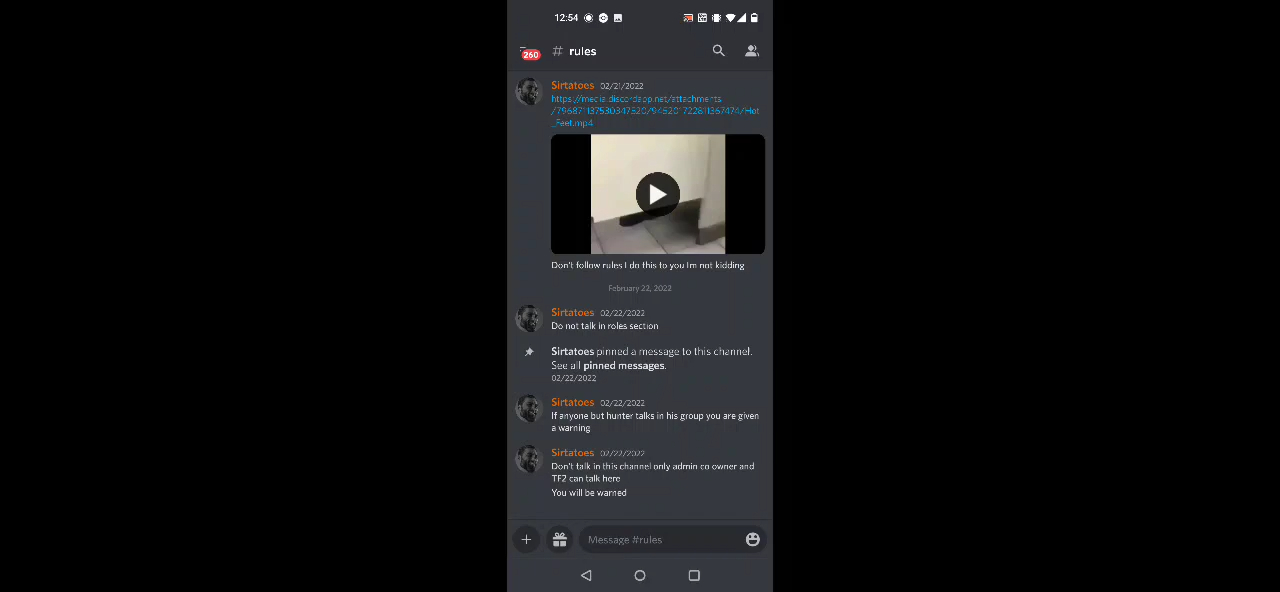 12:54
260
# rules
Sirtatoes 02/21/2022
https://media.discordapp.net/attachments
/796871137530347520/945201722811367474/Hot
_Feet.mp4
Don't follow rules I do this to you Im not kidding
February 22, 2022
Sirtatoes 02/22/2022
Do not talk in roles section
Sirtatoes pinned a message to this channel.
See all pinned messages.
02/22/2022
Sirtatoes 02/22/2022
If anyone but hunter talks in his group you are given
a warning
Sirtatoes 02/22/2022
Don't talk in this channel only admin co owner and
TF2 can talk here
You will be warned
Message #rules